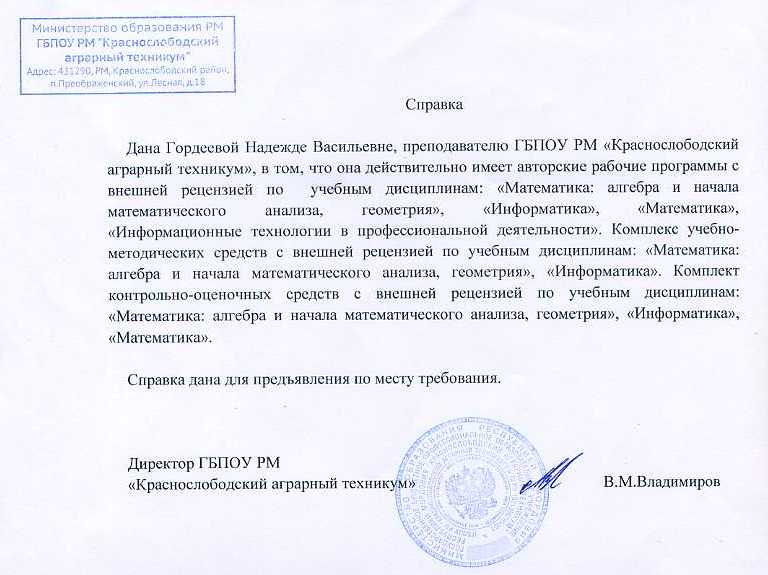 Министерство образования РМ
ГБПОУ РМ "Краснослободский
аграрный техникум"
Адрес: 431290, РМ, Краснослободский район,
п.Преображенский, ул.Лесная, д.18
Справка
Дана Гордеевой Надежде Васильевне, преподавателю ГБПОУ РМ «Краснослободский
аграрный техникум», в том, что она действительно имеет авторские рабочие программы с
внешней рецензией по учебным дисциплинам: «Математика: алгебра и начала
математического анализа, геометрия», «Информатика», «Математика»,
«Информационные технологии в профессиональной деятельности». Комплекс учебно-
методических средств с внешней рецензией по учебным дисциплинам: «Математика:
алгебра и начала математического анализа, геометрия», «Информатика». Комплект
контрольно-оценочных средств с внешней рецензией по учебным дисциплинам:
«Математика: алгебра и начала математического анализа, геометрия», «Информатика»,
«Математика».
Справка дана для предъявления по месту требования.
Директор ГБПОУ РМ
«Краснослободский аграрный техникум»
В.М.Владимиров